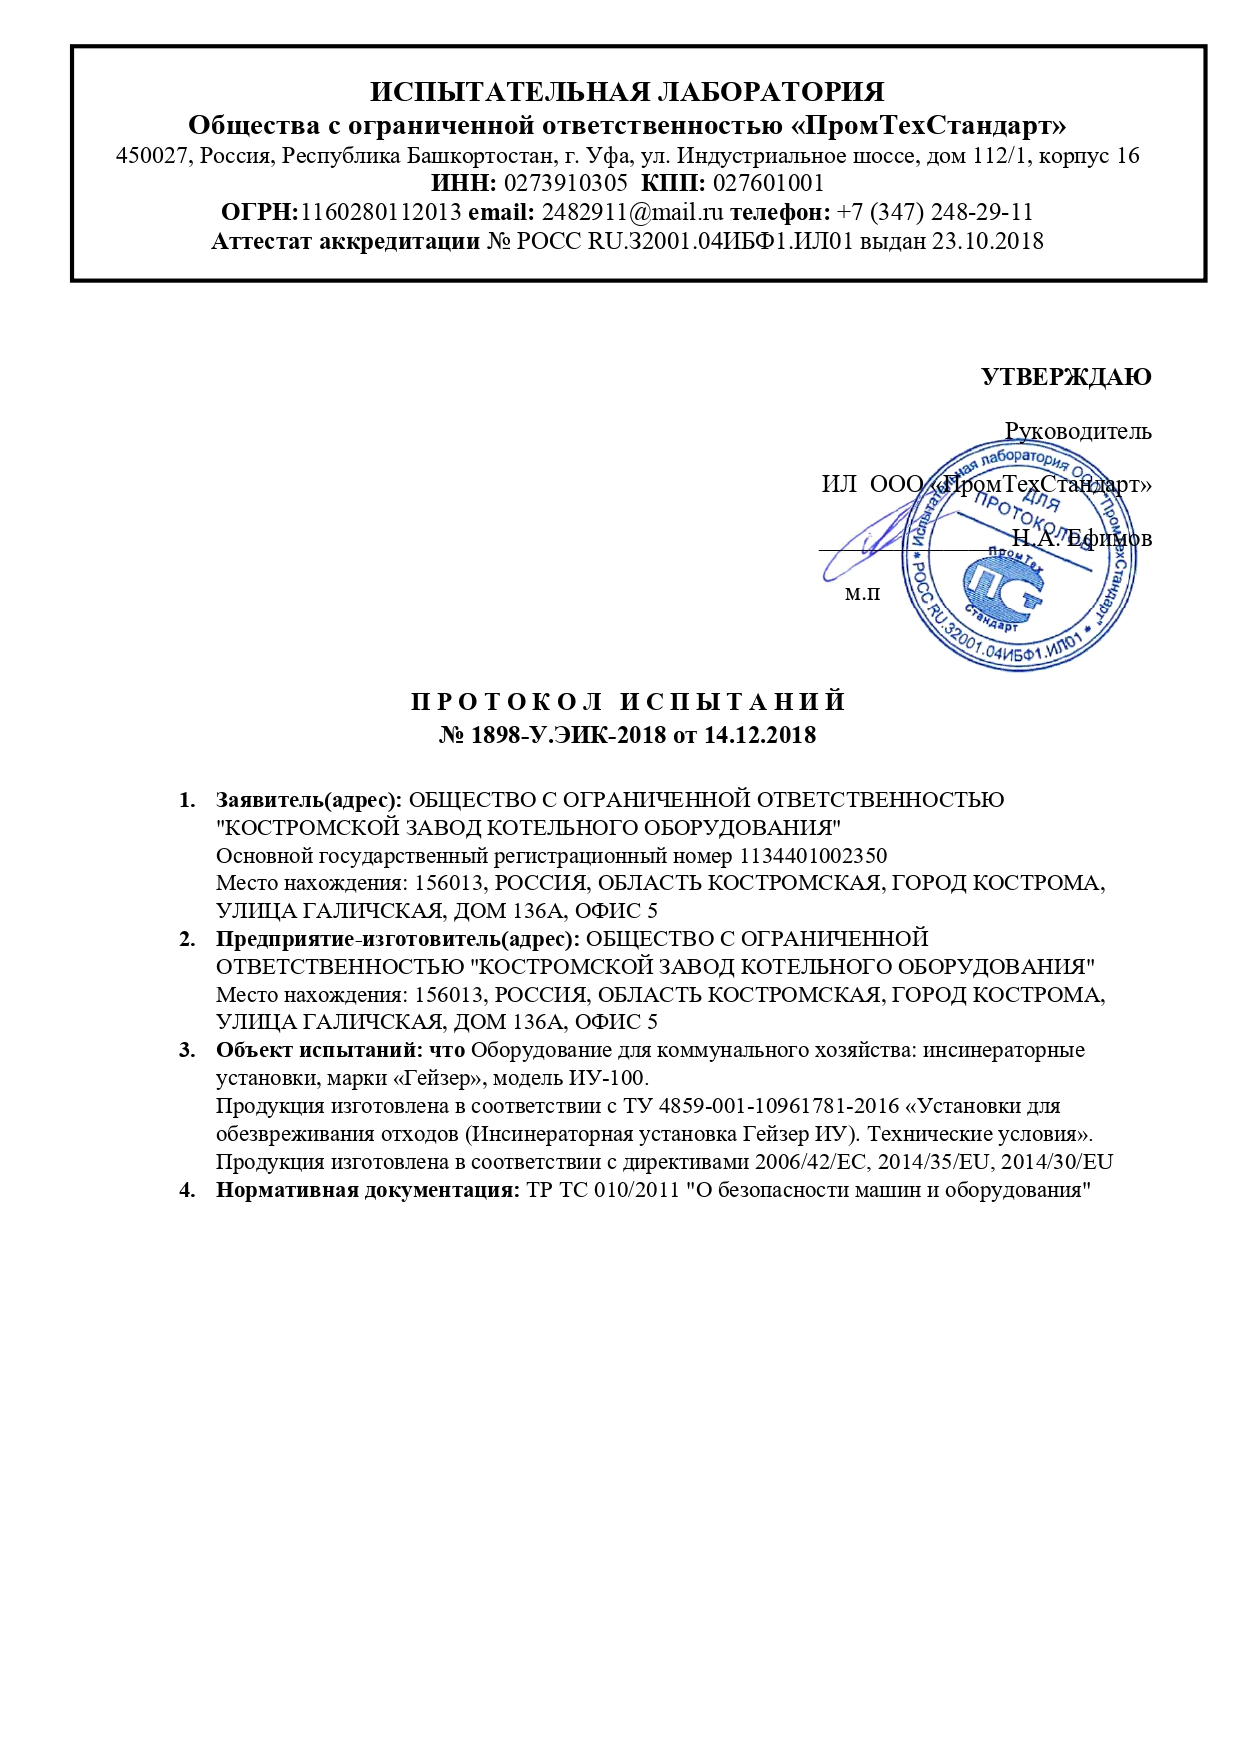 ИСПЫТАТЕЛЬНАЯ ЛАБОРАТОРИЯ
Общества с ограниченной ответственностью «ПромТехСтандарт»
450027, Россия, Республика Башкортостан, г. Уфа, ул. Индустриальное шоссе, дом 112/1, корпус 16
ИНН: 0273910305 КПП: 027601001
ОГРН:1160280112013 email: 2482911@mail.ru телефон: +7 (347) 248-29-11
Аттестат аккредитации № РОСС RU.З2001.04ИБФ1.ИЛ01 выдан 23.10.2018
УТВЕРЖДАЮ
Руководитель
ИЛ ООО «ПромТехСтандарт»
Н.А. Ефимов
м.п
Испытательная лаборатория ООО "ПромТехСтандарт" * РОСС RU.32001.04ИБФ1.ИЛ01 *
ДЛЯ
ПРОТОКОЛОВ
ПромТех
Стандарт
П Р О Т О К О Л И С П Ы Т А Н И Й
№ 1898-У.ЭИК-2018 от 14.12.2018
1. Заявитель(адрес): ОБЩЕСТВО С ОГРАНИЧЕННОЙ ОТВЕТСТВЕННОСТЬЮ
"КОСТРОМСКОЙ ЗАВОД КОТЕЛЬНОГО ОБОРУДОВАНИЯ"
Основной государственный регистрационный номер 1134401002350
Место нахождения: 156013, РОССИЯ, ОБЛАСТЬ КОСТРОМСКАЯ, ГОРОД КОСТРОМА,
УЛИЦА ГАЛИЧСКАЯ, ДОМ 136А, ОФИС 5
2. Предприятие-изготовитель(адрес): ОБЩЕСТВО С ОГРАНИЧЕННОЙ
ОТВЕТСТВЕННОСТЬЮ "КОСТРОМСКОЙ ЗАВОД КОТЕЛЬНОГО ОБОРУДОВАНИЯ"
Место нахождения: 156013, РОССИЯ, ОБЛАСТЬ КОСТРОМСКАЯ, ГОРОД КОСТРОМА,
УЛИЦА ГАЛИЧСКАЯ, ДОМ 136А, ОФИС 5
3. Объект испытаний: что Оборудование для коммунального хозяйства: инсинераторные
установки, марки «Гейзер», модель ИУ-100.
Продукция изготовлена в соответствии с ТУ 4859-001-10961781-2016 «Установки для
обезвреживания отходов (Инсинераторная установка Гейзер ИУ). Технические условия».
Продукция изготовлена в соответствии с директивами 2006/42/EC, 2014/35/EU, 2014/30/EU
4. Нормативная документация: ТР ТС 010/2011 "О безопасности машин и оборудования"